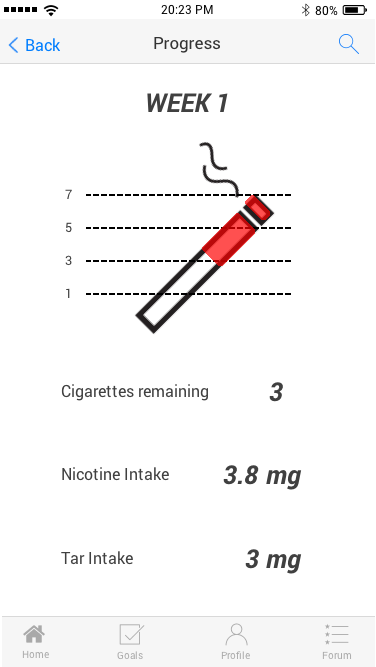 20:23 PM 80%
Back Progress
WEEK 1
7
5
3
1
Cigarettes remaining 3
Nicotine Intake 3.8 mg
Tar Intake 3 mg
Home Goals Profile Forum